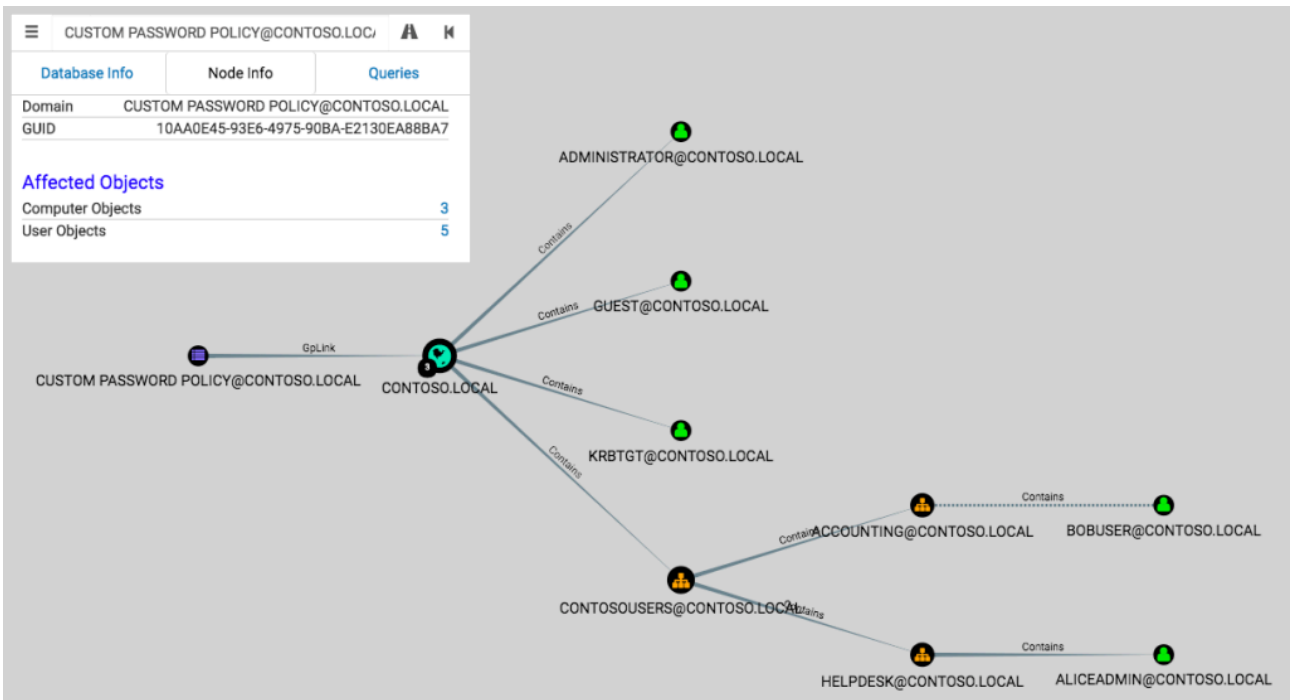 CUSTOM PASSWORD POLICY@CONTOSO.LOC
Database Info Node Info Queries
Domain CUSTOM PASSWORD POLICY@CONTOSO.LOCAL
GUID 10AA0E45-93E6-4975-90BA-E2130EA88BA7
Affected Objects
Computer Objects 3
User Objects 5
ADMINISTRATOR@CONTOSO.LOCAL
Contains
GUEST@CONTOSO.LOCAL
Contains
GpLink
CUSTOM PASSWORD POLICY@CONTOSO.LOCAL
3
CONTOSO.LOCAL
Contains
KRBTGT@CONTOSO.LOCAL
Contains
Contains
ACCOUNTING@CONTOSO.LOCAL
Contains
BOBUSER@CONTOSO.LOCAL
CONTOSOUSERS@CONTOSO.LOCAL
Contains
HELPDESK@CONTOSO.LOCAL
Contains
ALICEADMIN@CONTOSO.LOCAL